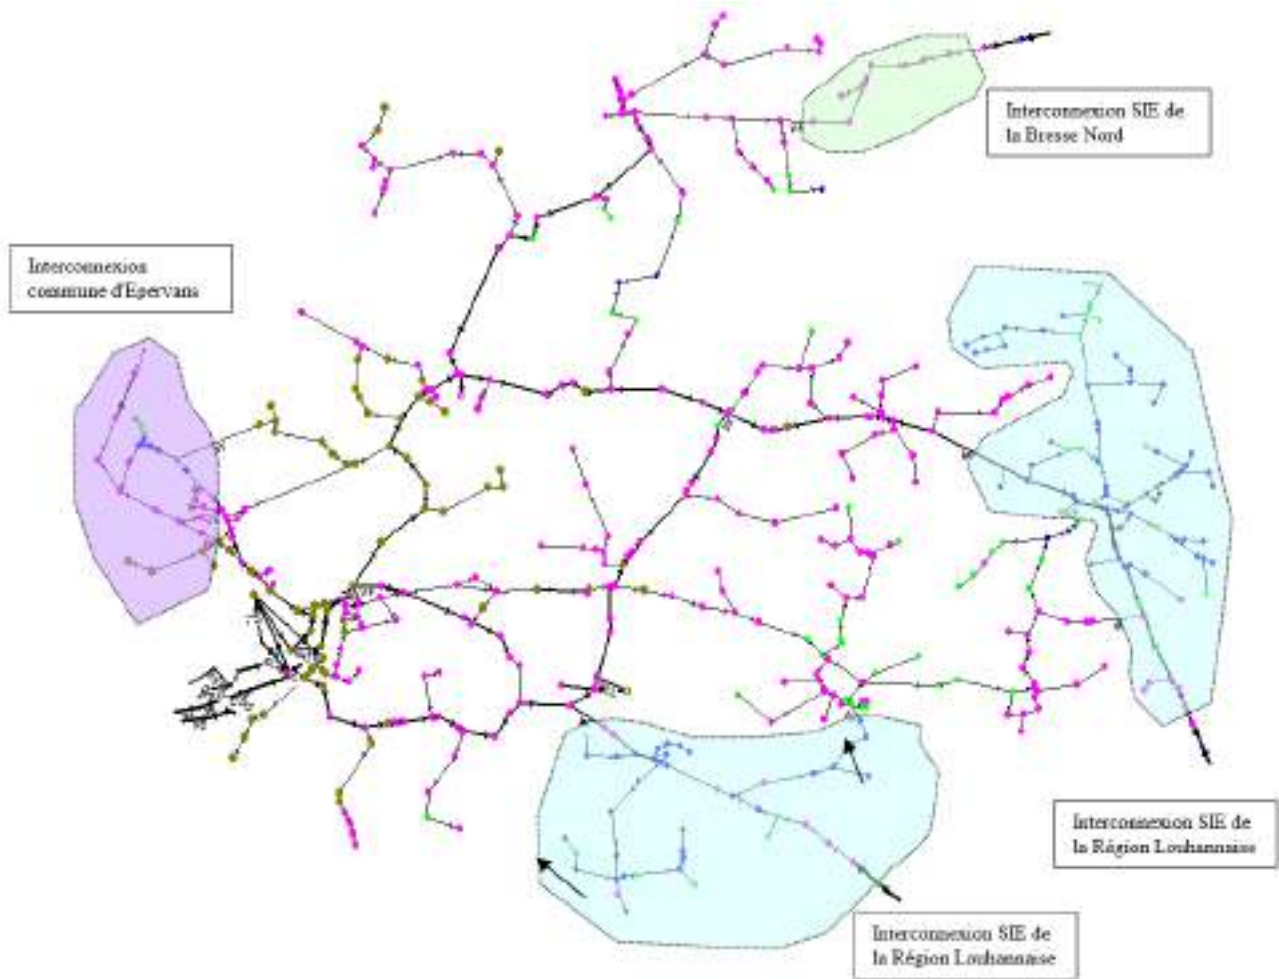 Interconnexion SIE de
la Bresse Nord
Interconnexion
commune d'Epervans
Interconnexion SIE de
la Région Louhannaise
Interconnexion SIE de
la Région Louhannaise